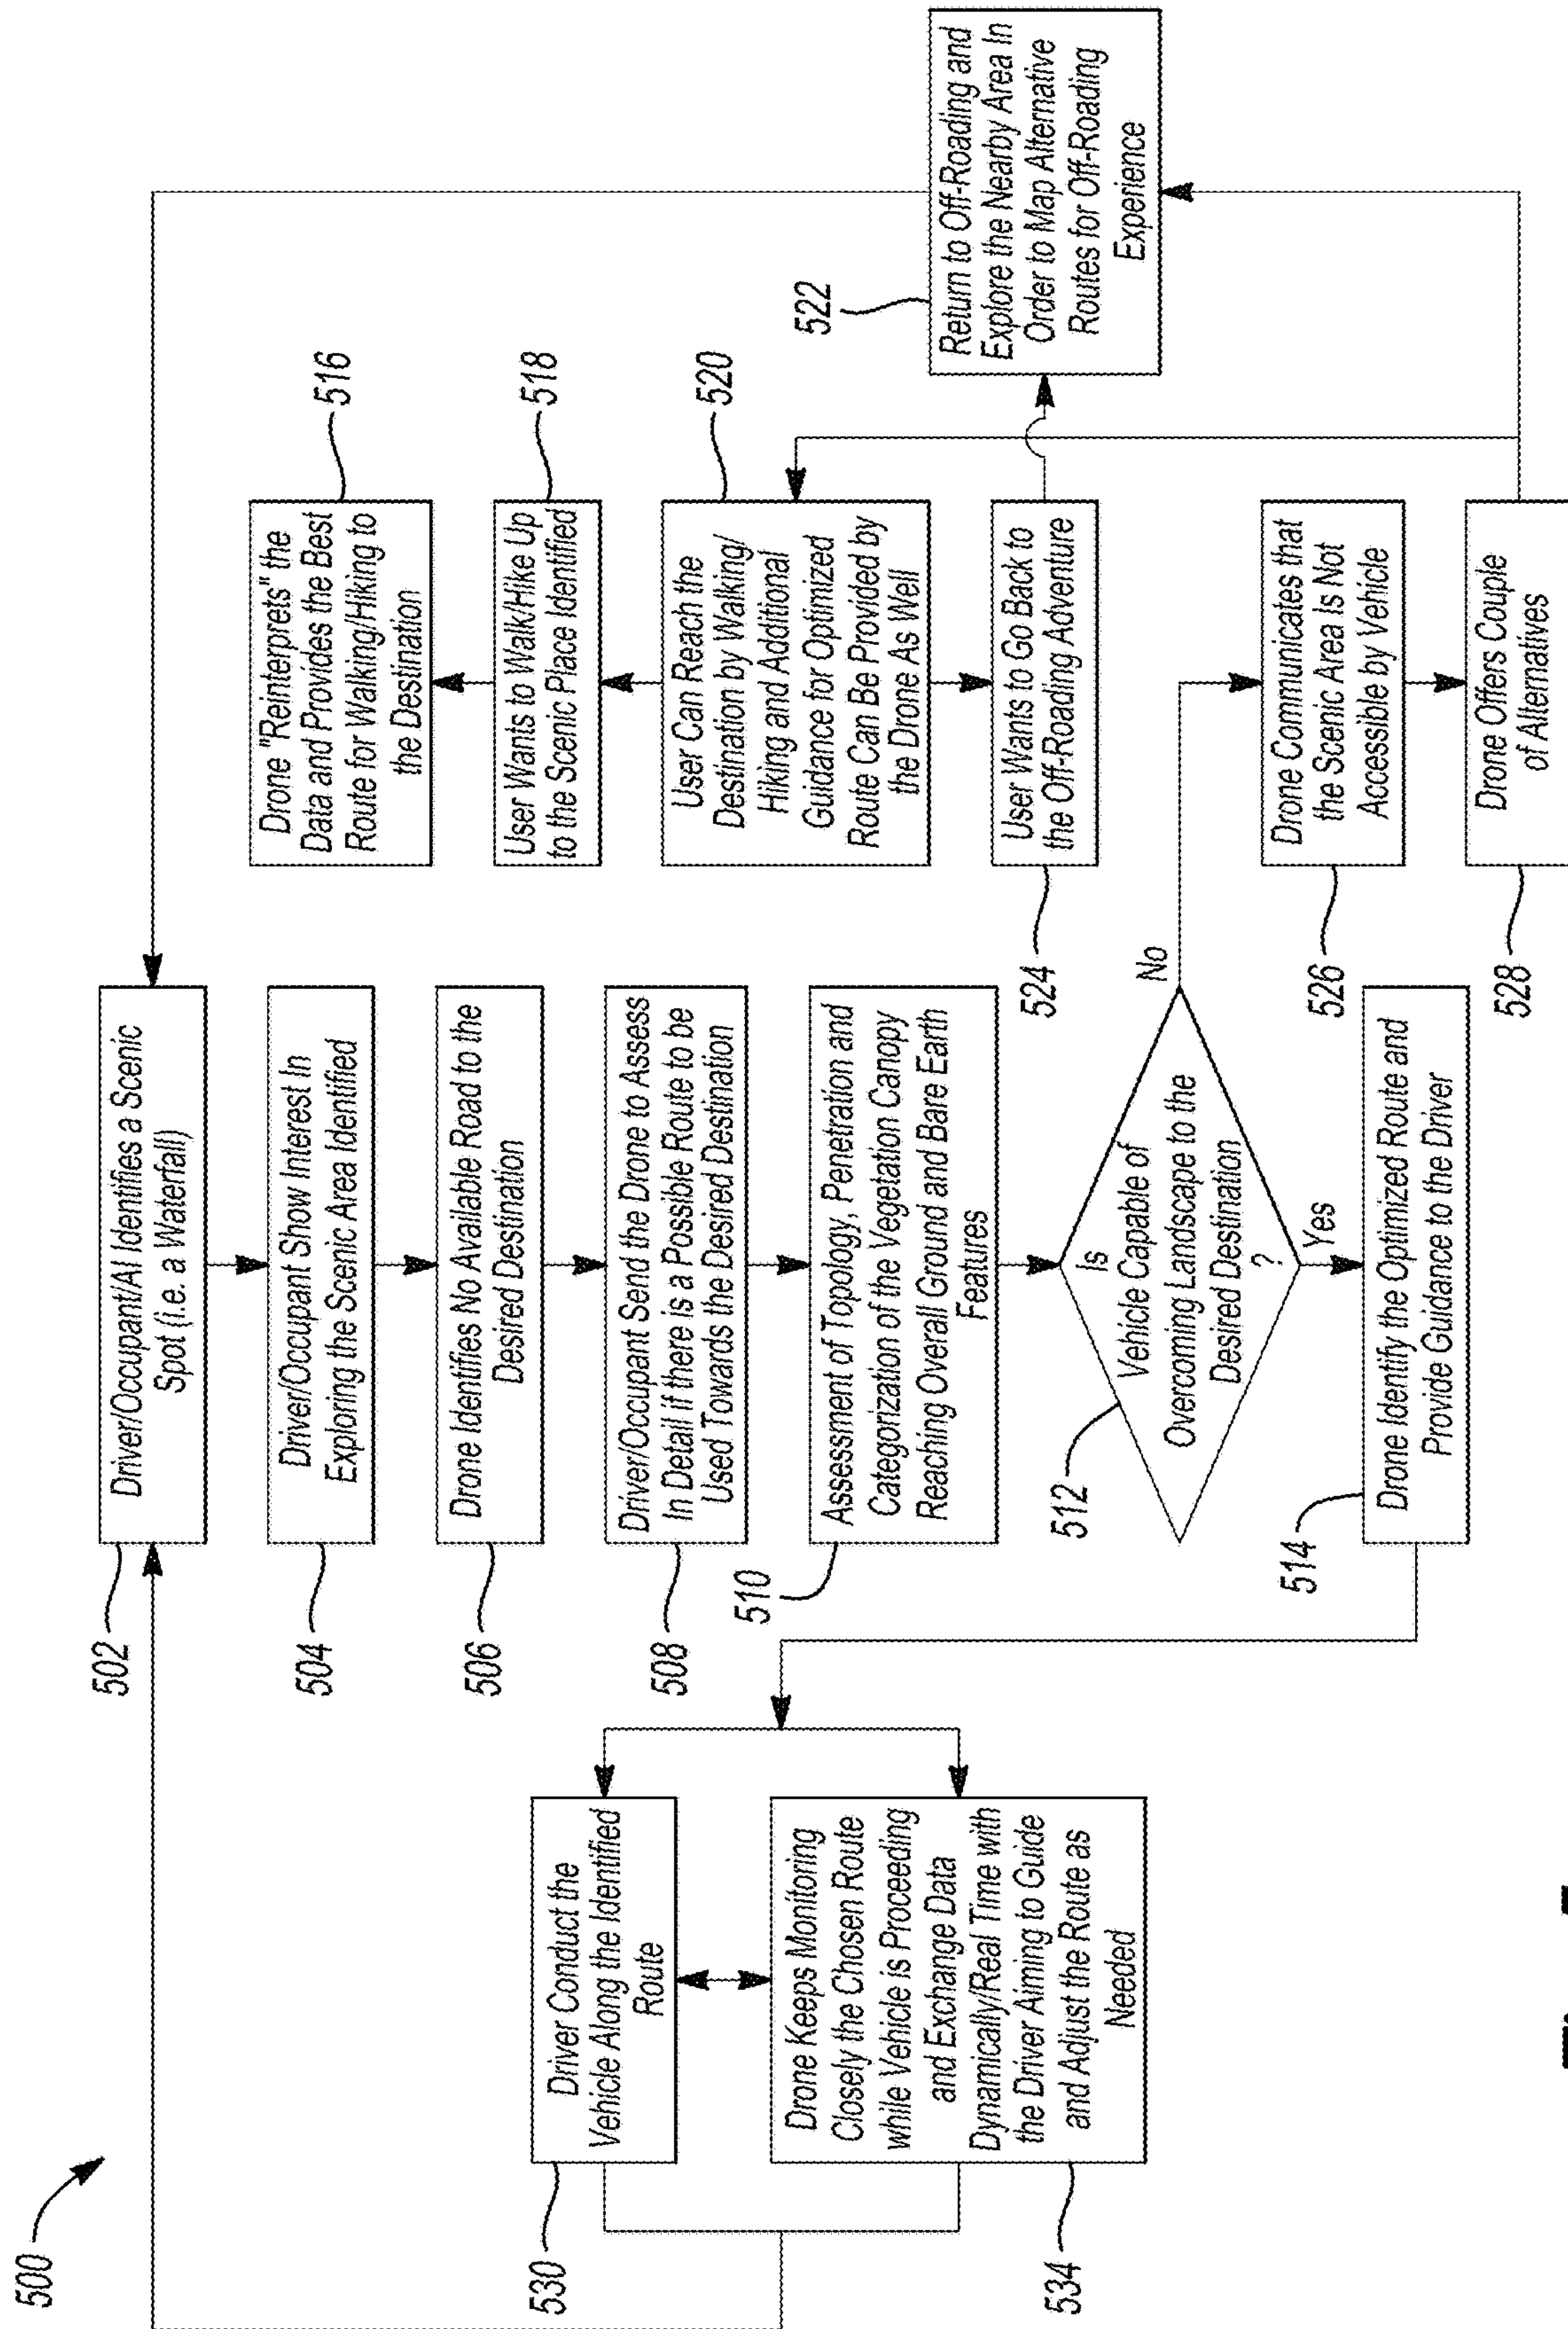 500
502
Driver/Occupant/AI Identifies a Scenic
Spot (i.e. a Waterfall)
504
Driver/Occupant Show Interest In
Exploring the Scenic Area Identified
506
Drone Identifies No Available Road to the
Desired Destination
508
Driver/Occupant Send the Drone to Assess
In Detail if there is a Possible Route to be
Used Towards the Desired Destination
510
Assessment of Topology, Penetration and
Categorization of the Vegetation Canopy
Reaching Overall Ground and Bare Earth
Features
512
Is
Vehicle Capable of
Overcoming Landscape to the
Desired Destination
?
No
Yes
514
Drone Identify the Optimized Route and
Provide Guidance to the Driver
530
Driver Conduct the
Vehicle Along the Identified
Route
534
Drone Keeps Monitoring
Closely the Chosen Route
while Vehicle is Proceeding
and Exchange Data
Dynamically/Real Time with
the Driver Aiming to Guide
and Adjust the Route as
Needed
516
Drone "Reinterprets" the
Data and Provides the Best
Route for Walking/Hiking to
the Destination
518
User Wants to Walk/Hike Up
to the Scenic Place Identified
520
User Can Reach the
Destination by Walking/
Hiking and Additional
Guidance for Optimized
Route Can Be Provided by
the Drone As Well
524
User Wants to Go Back to
the Off-Roading Adventure
522
Return to Off-Roading and
Explore the Nearby Area In
Order to Map Alternative
Routes for Off-Roading
Experience
526
Drone Communicates that
the Scenic Area Is Not
Accessible by Vehicle
528
Drone Offers Couple
of Alternatives